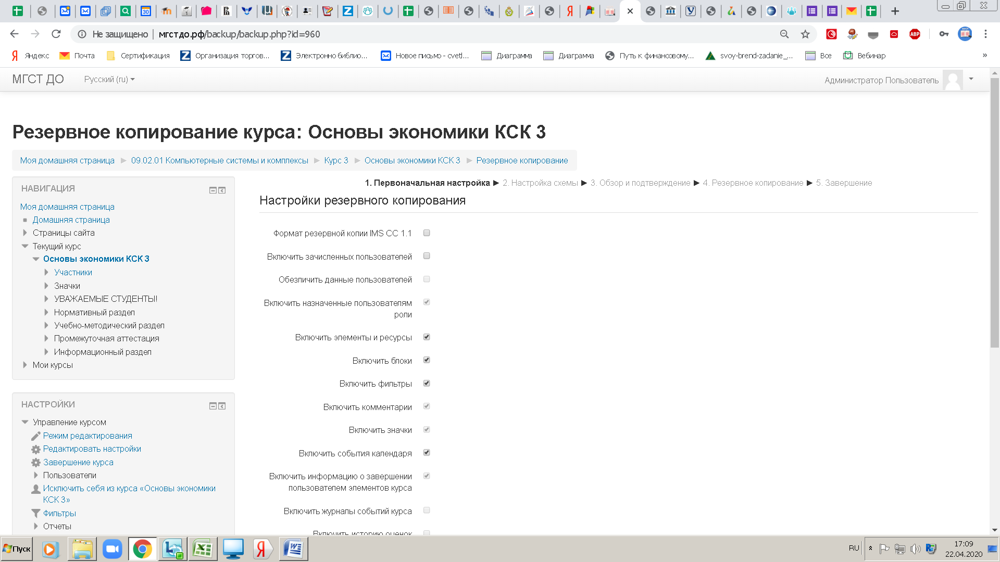 Не защищено | мгстдо.рф/backup/backup.php?id=960
Яндекс Почта Сертификация Организация торгов... Электронно библио... Новое письмо - cvetl... Диаграмма Диаграмма Путь к финансовому... svoy-brend-zadanie_... Все Вебинар »
МГСТ ДО Русский (ru) Администратор Пользователь
Резервное копирование курса: Основы экономики КСК 3
Моя домашняя страница ► 09.02.01 Компьютерные системы и комплексы ► Курс 3 ► Основы экономики КСК 3 ► Резервное копирование
1. Первоначальная настройка ► 2. Настройка схемы ► 3. Обзор и подтверждение ► 4. Резервное копирование ► 5. Завершение
НАВИГАЦИЯ
Моя домашняя страница
Домашняя страница
Страницы сайта
Текущий курс
Основы экономики КСК 3
Участники
Значки
УВАЖАЕМЫЕ СТУДЕНТЫ!
Нормативный раздел
Учебно-методический раздел
Промежуточная аттестация
Информационный раздел
Мои курсы
НАСТРОЙКИ
Управление курсом
Режим редактирования
Редактировать настройки
Завершение курса
Пользователи
Исключить себя из курса «Основы экономики
КСК 3»
Фильтры
Отчеты
Настройки резервного копирования
Формат резервной копии IMS CC 1.1
Включить зачисленных пользователей
Обезличить данные пользователей
Включить назначенные пользователям
роли
Включить элементы и ресурсы
Включить блоки
Включить фильтры
Включить комментарии
Включить значки
Включить события календаря
Включить информацию о завершении
пользователем элементов курса
Включить журналы событий курса
Включить историю оценок
Пуск
RU
17:09
22.04.2020